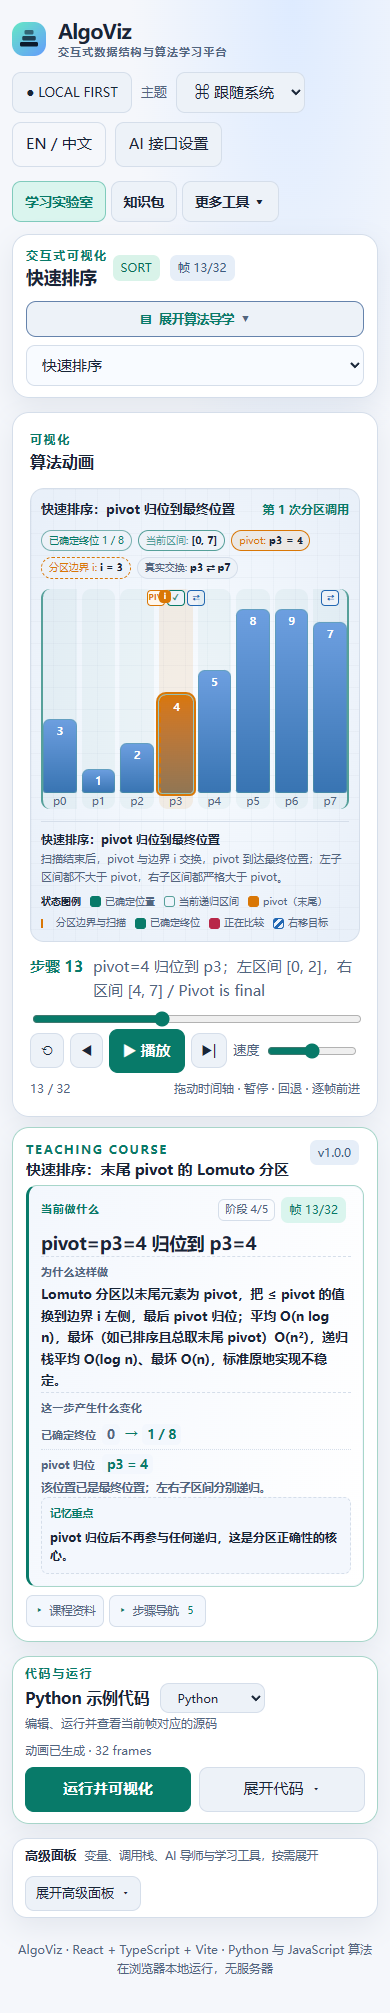 AlgoViz
交互式数据结构与算法学习平台
● LOCAL FIRST 主题 ⌘ 跟随系统
EN / 中文 AI 接口设置
学习实验室 知识包 更多工具 ▾
交互式可视化
快速排序 SORT 帧 13/32
▤ 展开算法导学 ▼
快速排序
可视化
算法动画
快速排序：pivot 归位到最终位置 第 1 次分区调用
已确定终位 1 / 8 当前区间: [0, 7] pivot: p3 = 4
分区边界 i: i = 3 真实交换: p3 ⇄ p7
i ✓ ⇄ ⇄
3 1 2 4 5 8 9 7
p0 p1 p2 p3 p4 p5 p6 p7
快速排序：pivot 归位到最终位置
扫描结束后，pivot 与边界 i 交换，pivot 到达最终位置；左子
区间都不大于 pivot，右子区间都严格大于 pivot。
状态图例 已确定位置 当前递归区间 pivot（末尾）
分区边界与扫描 已确定终位 正在比较 右移目标
步骤 13 pivot=4 归位到 p3；左区间 [0, 2]，右
区间 [4, 7] / Pivot is final
⟲ ◀ ▶ 播放 ▶| 速度
13 / 32 拖动时间轴 · 暂停 · 回退 · 逐帧前进
TEACHING COURSE
快速排序：末尾 pivot 的 Lomuto 分区 v1.0.0
当前做什么 阶段 4/5 帧 13/32
pivot=p3=4 归位到 p3=4
为什么这样做
Lomuto 分区以末尾元素为 pivot，把 ≤ pivot 的值
换到边界 i 左侧，最后 pivot 归位；平均 O(n log
n)，最坏（如已排序且总取末尾 pivot）O(n²)，递归
栈平均 O(log n)、最坏 O(n)，标准原地实现不稳
定。
这一步产生什么变化
已确定终位 0 → 1 / 8
pivot 归位 p3 = 4
该位置已是最终位置；左右子区间分别递归。
记忆重点
pivot 归位后不再参与任何递归，这是分区正确性的核
心。
‣ 课程资料 ‣ 步骤导航 5
代码与运行
Python 示例代码 Python
编辑、运行并查看当前帧对应的源码
动画已生成 · 32 frames
运行并可视化 展开代码
高级面板 变量、调用栈、AI 导师与学习工具，按需展开
展开高级面板
AlgoViz · React + TypeScript + Vite · Python 与 JavaScript 算法
在浏览器本地运行，无服务器